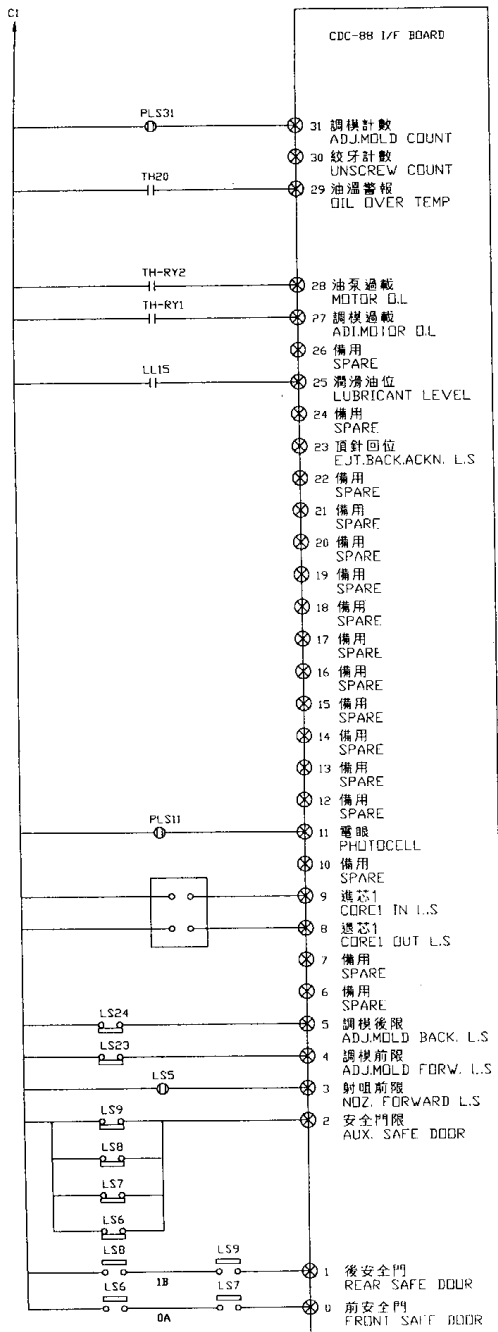 C1
CDC-88 I/F BOARD
PLS31
31 調模計數
ADJ.MOLD COUNT
30 絞牙計數
UNSCREW COUNT
TH20
29 油溫警報
OIL OVER TEMP
TH-RY2
28 油泵過載
MOTOR O.L
TH-RY1
27 調模過載
ADJ.MOTOR O.L
26 備用
SPARE
LL15
25 潤滑油位
LUBRICANT LEVEL
24 備用
SPARE
23 頂針回位
EJT.BACK.ACKN. L.S
22 備用
SPARE
21 備用
SPARE
20 備用
SPARE
19 備用
SPARE
18 備用
SPARE
17 備用
SPARE
16 備用
SPARE
15 備用
SPARE
14 備用
SPARE
13 備用
SPARE
12 備用
SPARE
PLS11
11 電眼
PHOTOCELL
10 備用
SPARE
9 進芯1
CORE1 IN L.S
8 退芯1
CORE1 OUT L.S
7 備用
SPARE
6 備用
SPARE
LS24
5 調模後限
ADJ.MOLD BACK. L.S
LS23
4 調模前限
ADJ.MOLD FORW. L.S
LS5
3 射咀前限
NOZ. FORWARD L.S
LS9
2 安全門限
AUX. SAFE DOOR
LS8
LS7
LS6
LS8 LS9
1 後安全門
1B
REAR SAFE DOOR
LS6 LS7
0 前安全門
0A
FRONT SAFE DOOR